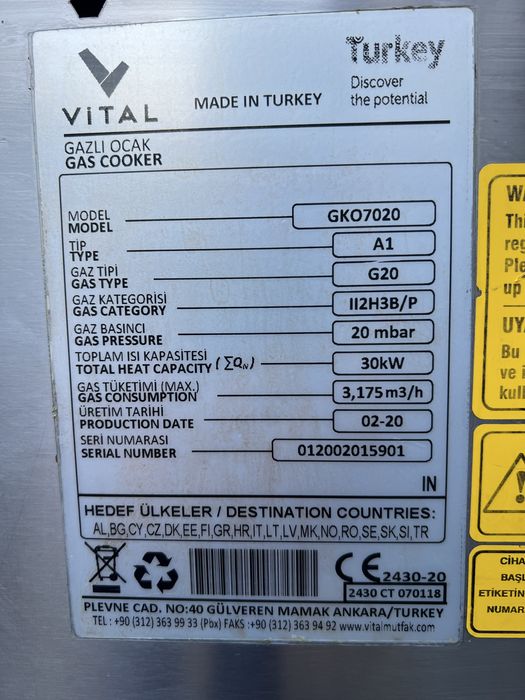 VİTAL
MADE IN TURKEY
Turkey
Discover
the potential
GAZLI OCAK
GAS COOKER
MODEL
MODEL
GKO7020
TİP
TYPE
A1
GAZ TİPİ
GAS TYPE
G20
GAZ KATEGORİSİ
GAS CATEGORY
II2H3B/P
GAZ BASINCI
GAS PRESSURE
20 mbar
TOPLAM ISI KAPASİTESİ
TOTAL HEAT CAPACITY (∑QN)
30kW
GAS TÜKETİMİ (MAX.)
GAS CONSUMPTION
3,175 m3/h
ÜRETİM TARİHİ
PRODUCTION DATE
02-20
SERİ NUMARASI
SERIAL NUMBER
012002015901
IN
HEDEF ÜLKELER / DESTINATION COUNTRIES:
AL,BG,CY,CZ,DK,EE,FI,GR,HR,IT,LT,LV,MK,NO,RO,SE,SK,SI,TR
CE 2430-20
2430 CT 070118
PLEVNE CAD. NO:40 GÜLVEREN MAMAK ANKARA/TURKEY
TEL : +90 (312) 363 99 33 (Pbx) FAKS :+90 (312) 363 94 92 www.vitalmutfak.com
WA
Thi
reg
Ple
up
UY
Bu
ve i
kull
CİHA
BAŞL
ETİKETİN
NUMAR